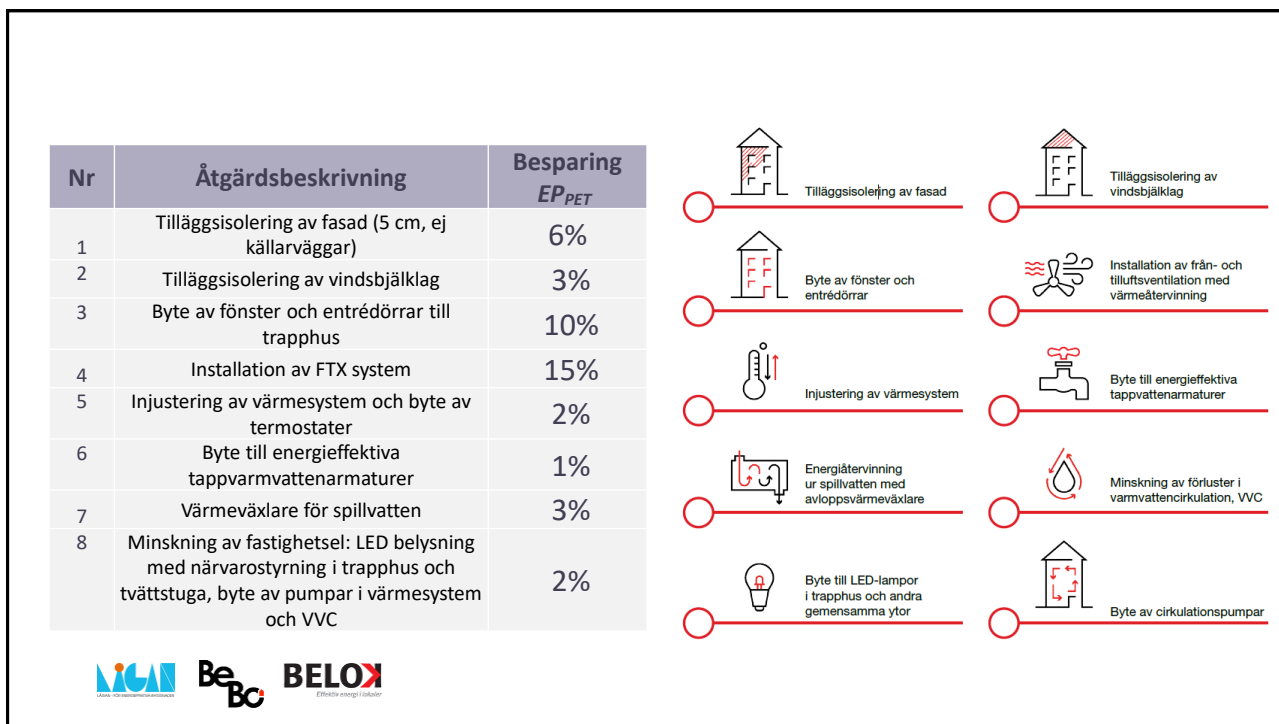 Nr
Åtgärdsbeskrivning
Besparing
EP_PET
1
Tilläggsisolering av fasad (5 cm, ej
källarväggar)
6%
2
Tilläggsisolering av vindsbjälklag
3%
3
Byte av fönster och entrédörrar till
trapphus
10%
4
Installation av FTX system
15%
5
Injustering av värmesystem och byte av
termostater
2%
6
Byte till energieffektiva
tappvarmvattenarmaturer
1%
7
Värmeväxlare för spillvatten
3%
8
Minskning av fastighetsel: LED belysning
med närvarostyrning i trapphus och
tvättstuga, byte av pumpar i värmesystem
och VVC
2%
Tilläggsisolering av fasad
Tilläggsisolering av
vindsbjälklag
Byte av fönster och
entrédörrar
Installation av från- och
tilluftsventilation med
värmeåtervinning
Injustering av värmesystem
Byte till energieffektiva
tappvattenarmaturer
Energiåtervinning
ur spillvatten med
avloppsvärmeväxlare
Minskning av förluster i
varmvattencirkulation, VVC
Byte till LED-lampor
i trapphus och andra
gemensamma ytor
Byte av cirkulationspumpar
LÅGAN
BeBo
BELOK
Effektiv energi i lokaler